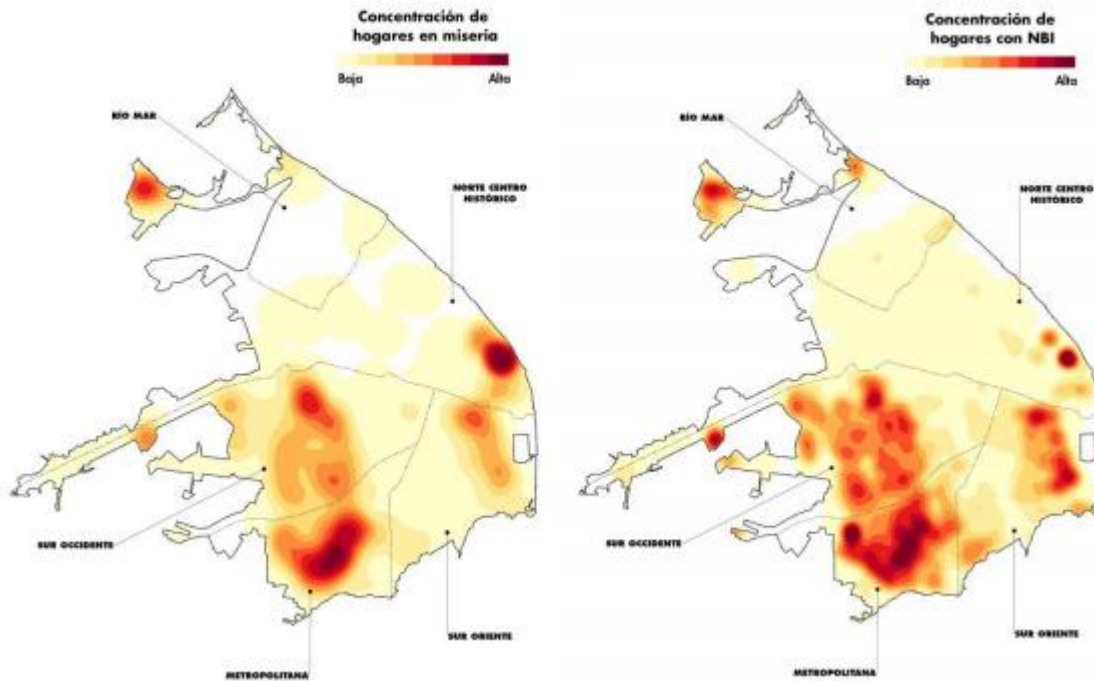 Concentración de
hogares en miseria
Baja
Alta
RÍO MAR
NORTE CENTRO
HISTÓRICO
SUR OCCIDENTE
SUR ORIENTE
METROPOLITANA
Concentración de
hogares con NBI
Baja
Alta
RÍO MAR
NORTE CENTRO
HISTÓRICO
SUR OCCIDENTE
SUR ORIENTE
METROPOLITANA